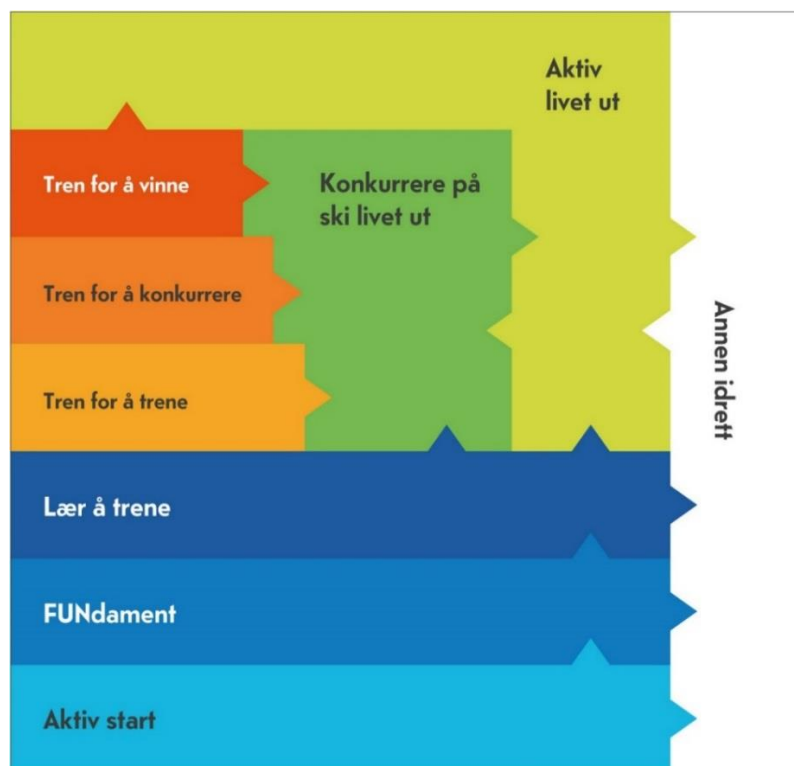 Aktiv
livet ut
Tren for å vinne
Konkurrere på
ski livet ut
Tren for å konkurrere
Annen idrett
Tren for å trene
Lær å trene
FUNdament
Aktiv start